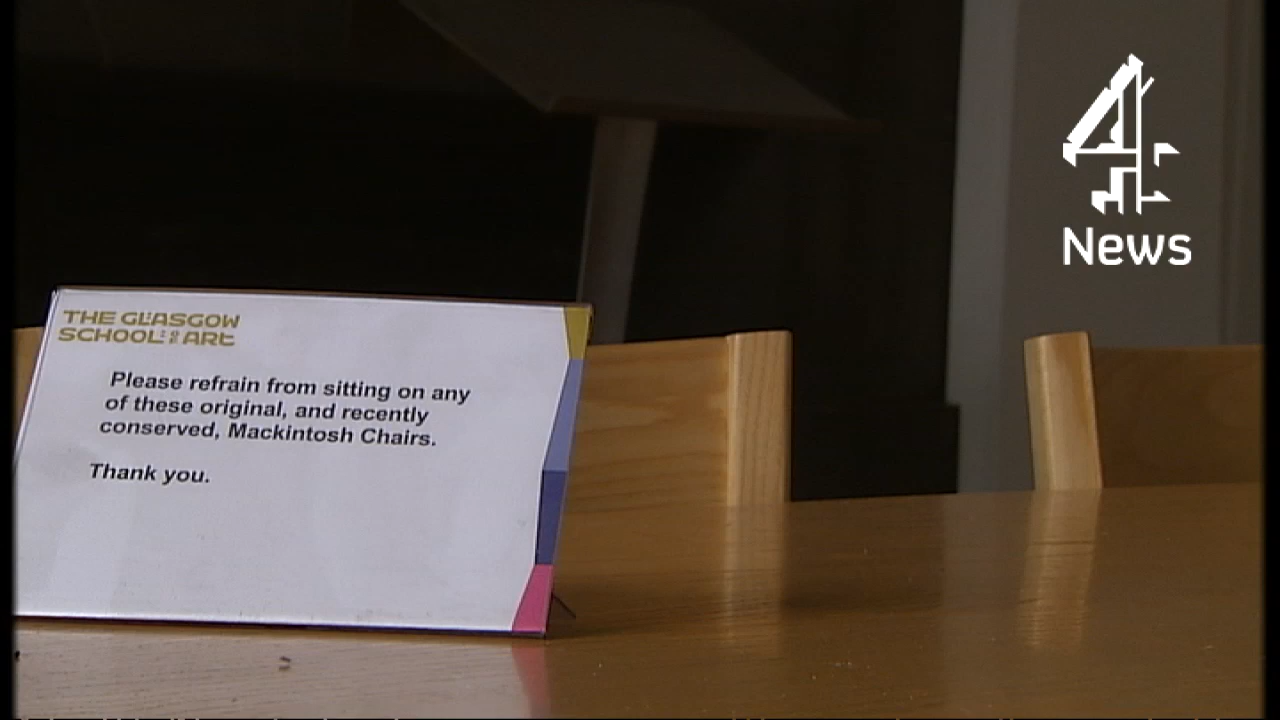 THE GLASGOW
SCHOOL OF ART
Please refrain from sitting on any
of these original, and recently
conserved, Mackintosh Chairs.
Thank you.
4
News